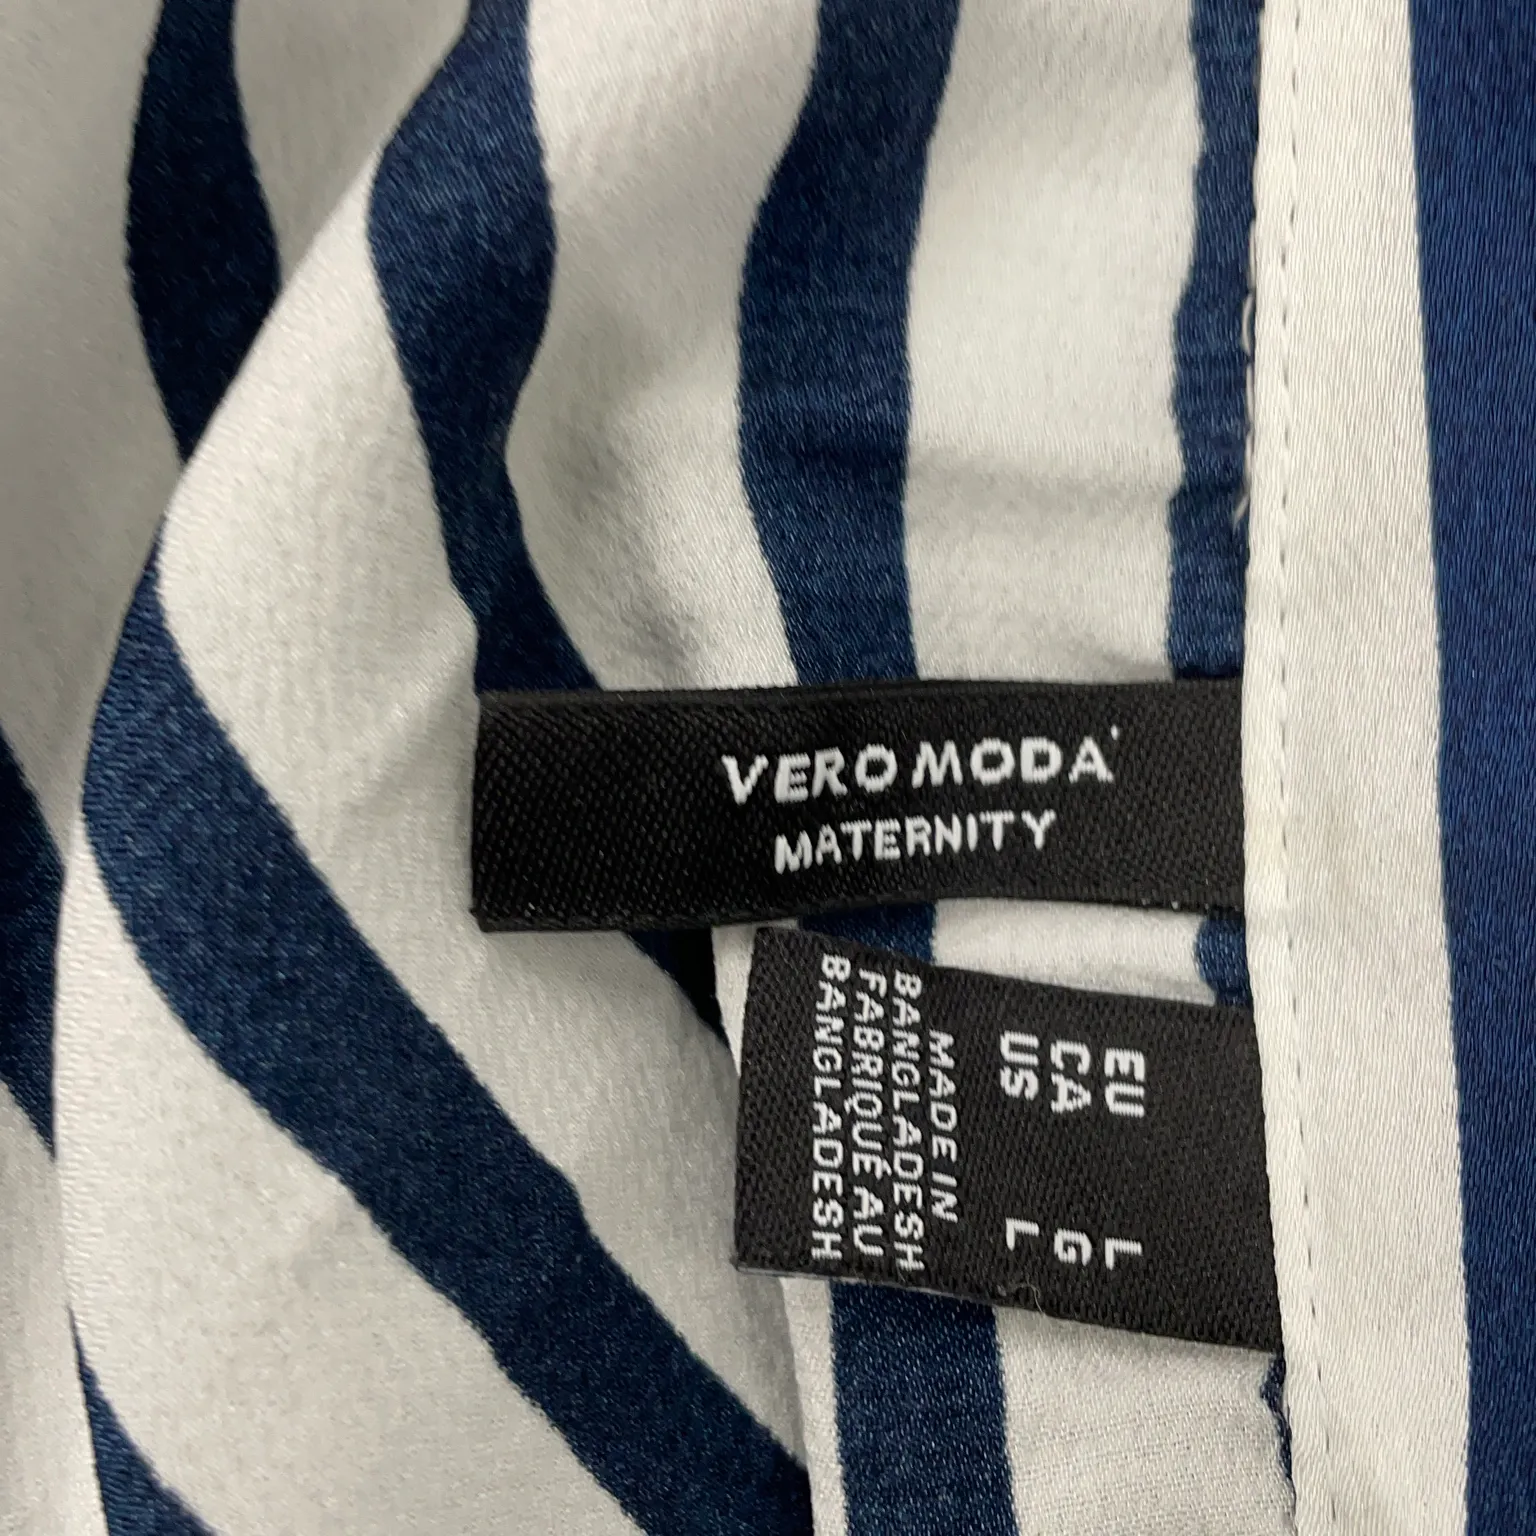 VERO MODA
MATERNITY
EU L
CA G
US L
MADE IN
BANGLADESH
FABRIQUÉ AU
BANGLADESH